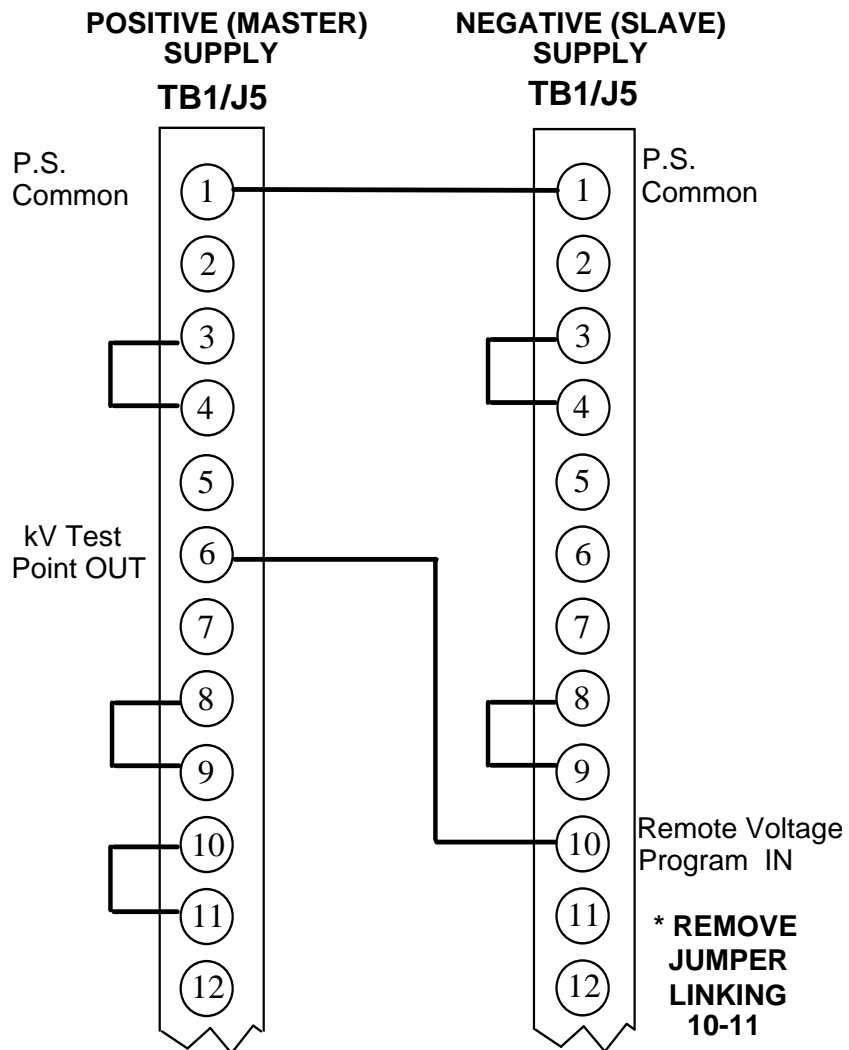 POSITIVE (MASTER)
SUPPLY
TB1/J5
NEGATIVE (SLAVE)
SUPPLY
TB1/J5
P.S.
Common
1
2
3
4
5
kV Test
Point OUT
6
7
8
9
10
11
12
1
P.S.
Common
2
3
4
5
6
7
8
9
10
Remote Voltage
Program IN
11
12
* REMOVE
JUMPER
LINKING
10-11